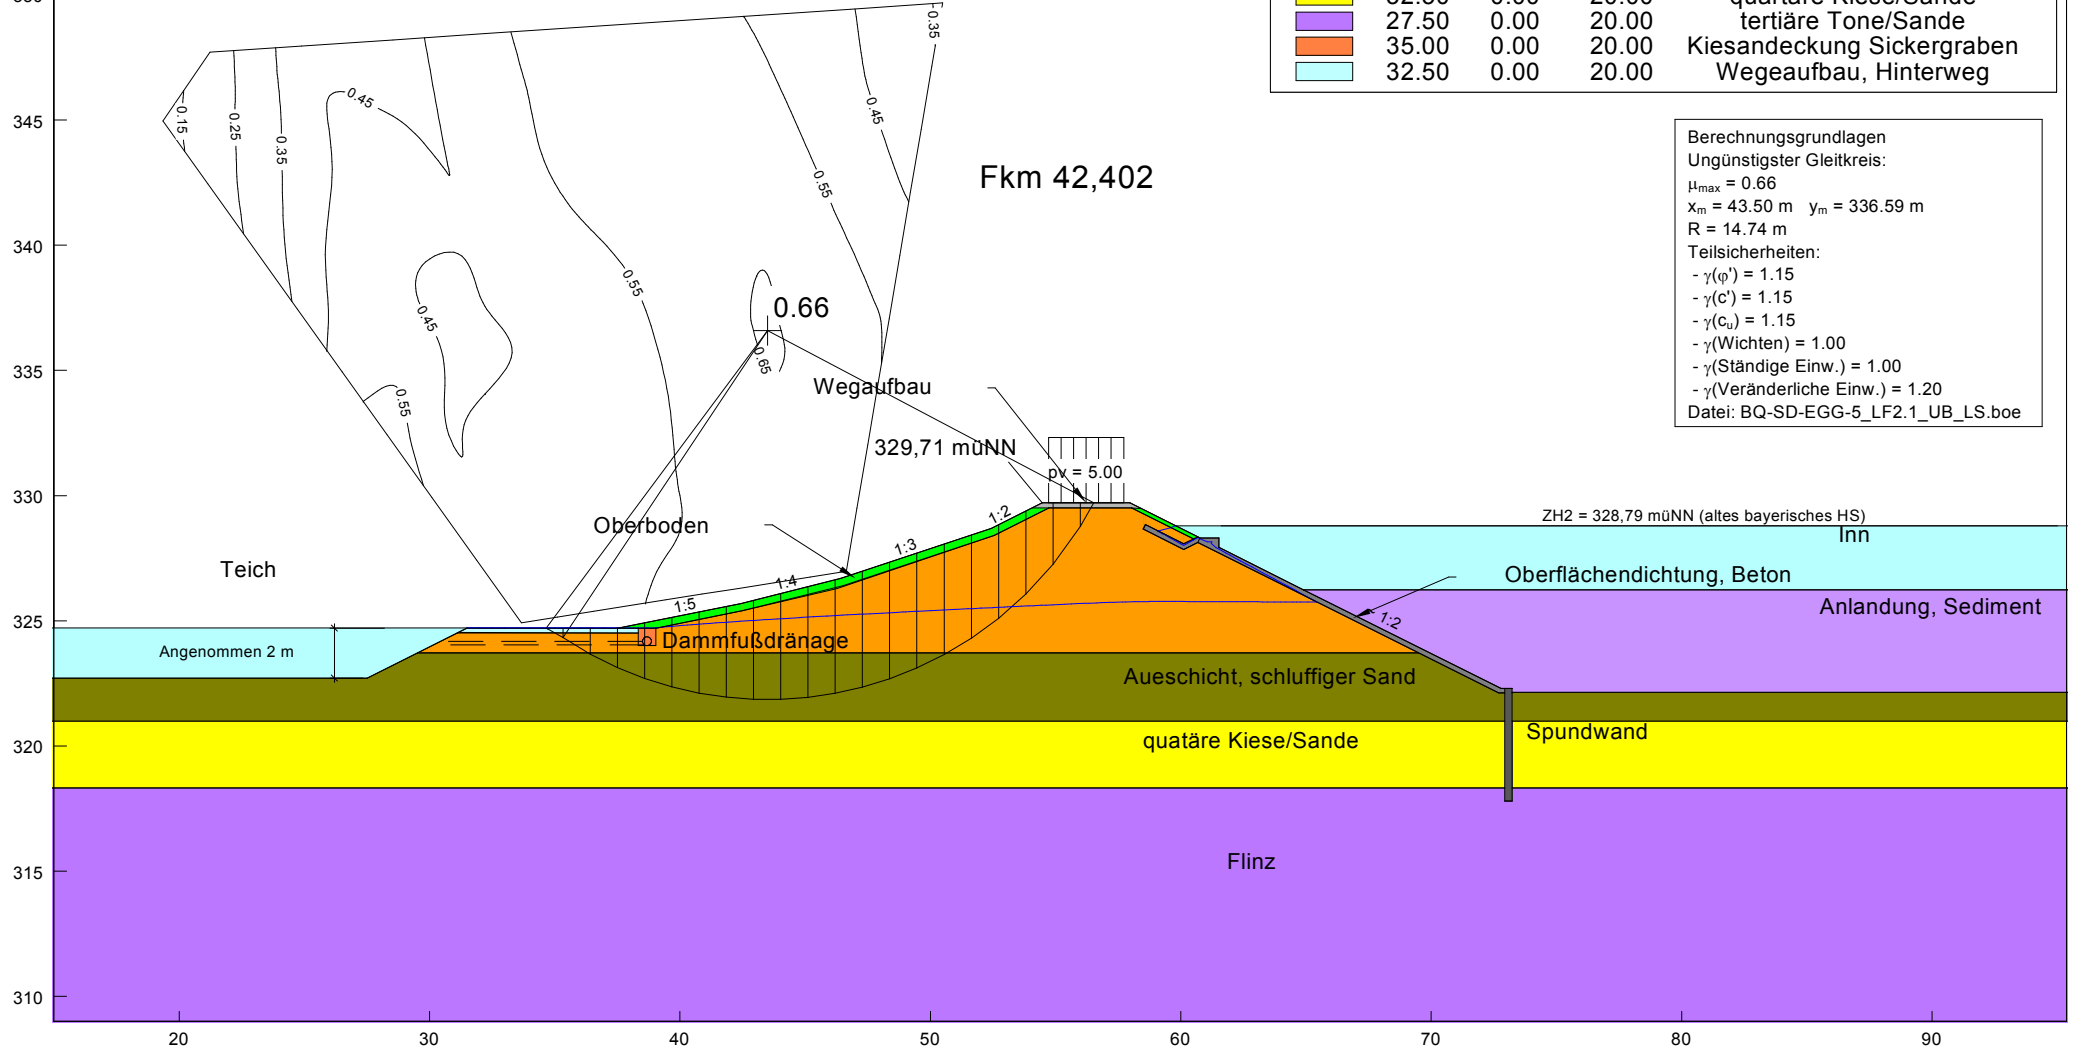 32.50 0.00 20.00 quartäre Kiese/Sande
27.50 0.00 20.00 tertiäre Tone/Sande
35.00 0.00 20.00 Kiesandeckung Sickergraben
32.50 0.00 20.00 Wegeaufbau, Hinterweg
Berechnungsgrundlagen
Ungünstigster Gleitkreis:
μmax = 0.66
xm = 43.50 m ym = 336.59 m
R = 14.74 m
Teilsicherheiten:
- γ(φ') = 1.15
- γ(c') = 1.15
- γ(cu) = 1.15
- γ(Wichten) = 1.00
- γ(Ständige Einw.) = 1.00
- γ(Veränderliche Einw.) = 1.20
Datei: BQ-SD-EGG-5_LF2.1_UB_LS.boe
Fkm 42,402
0.15
0.25
0.35
0.45
0.45
0.55
0.55
0.55
0.45
0.35
0.66
0.65
Wegaufbau
329,71 müNN
pv = 5.00
Oberboden
1:2
1:3
1:4
1:5
Teich
Angenommen 2 m
Dammfußdränage
ZH2 = 328,79 müNN (altes bayerisches HS)
Inn
Oberflächendichtung, Beton
Anlandung, Sediment
1:2
Aueschicht, schluffiger Sand
quatäre Kiese/Sande
Spundwand
Flinz
345
340
335
330
325
320
315
310
20 30 40 50 60 70 80 90